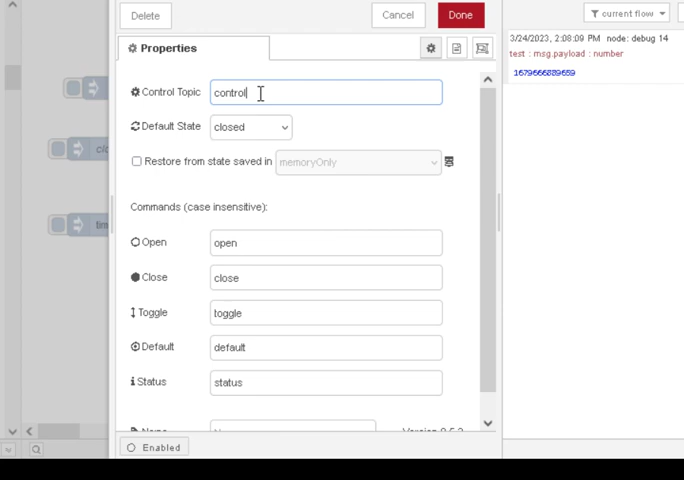 Delete
Cancel
Done
current flow
Properties
3/24/2023, 2:08:09 PM node: debug 14
test : msg.payload : number
Control Topic
control
Default State
closed
clo
Restore from state saved in
memoryOnly
Commands (case insensitive):
tim
Open
open
Close
close
Toggle
toggle
Default
default
Status
status
Enabled